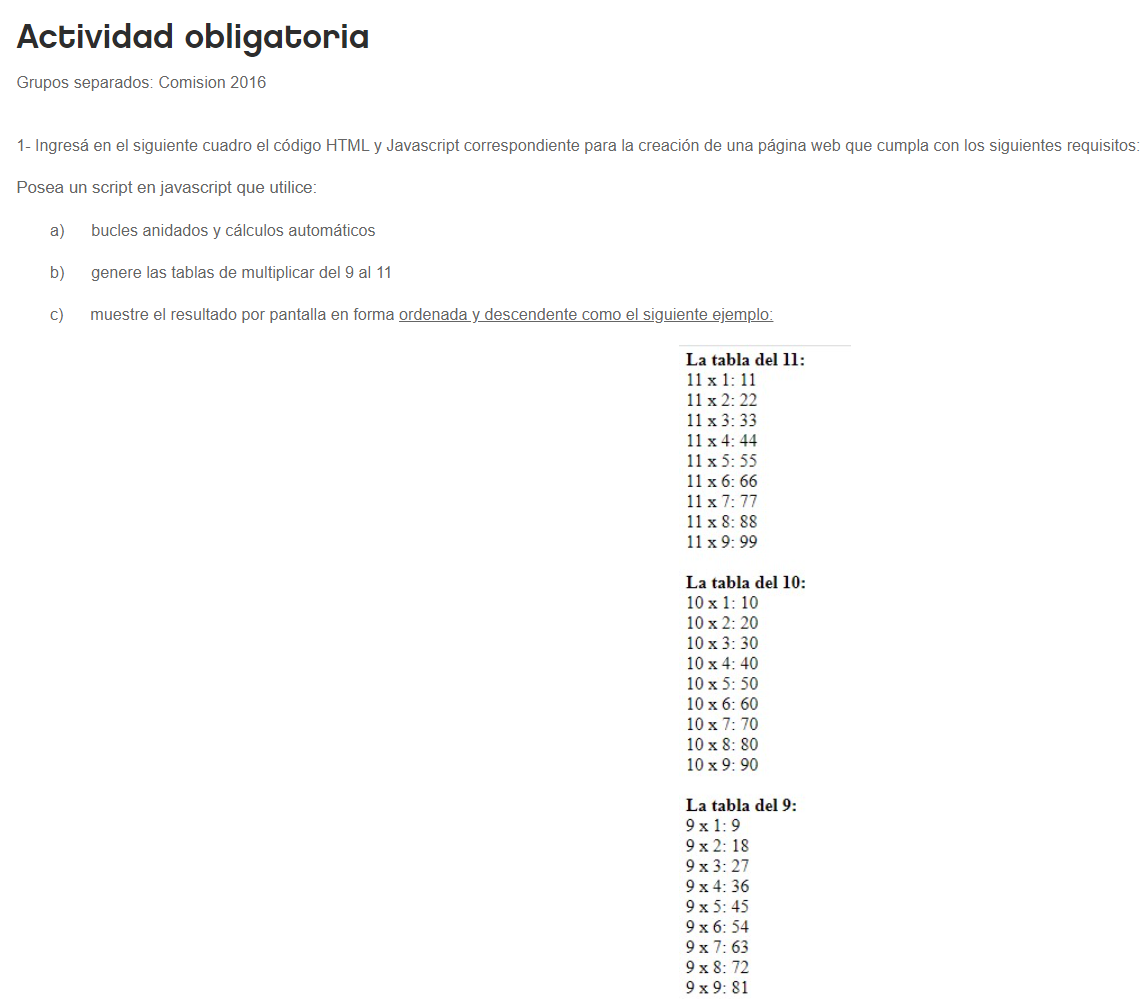 Actividad obligatoria
Grupos separados: Comision 2016
1- Ingresá en el siguiente cuadro el código HTML y Javascript correspondiente para la creación de una página web que cumpla con los siguientes requisitos:
Posea un script en javascript que utilice:
a) bucles anidados y cálculos automáticos
b) genere las tablas de multiplicar del 9 al 11
c) muestre el resultado por pantalla en forma ordenada y descendente como el siguiente ejemplo:
La tabla del 11:
11 x 1: 11
11 x 2: 22
11 x 3: 33
11 x 4: 44
11 x 5: 55
11 x 6: 66
11 x 7: 77
11 x 8: 88
11 x 9: 99
La tabla del 10:
10 x 1: 10
10 x 2: 20
10 x 3: 30
10 x 4: 40
10 x 5: 50
10 x 6: 60
10 x 7: 70
10 x 8: 80
10 x 9: 90
La tabla del 9:
9 x 1: 9
9 x 2: 18
9 x 3: 27
9 x 4: 36
9 x 5: 45
9 x 6: 54
9 x 7: 63
9 x 8: 72
9 x 9: 81